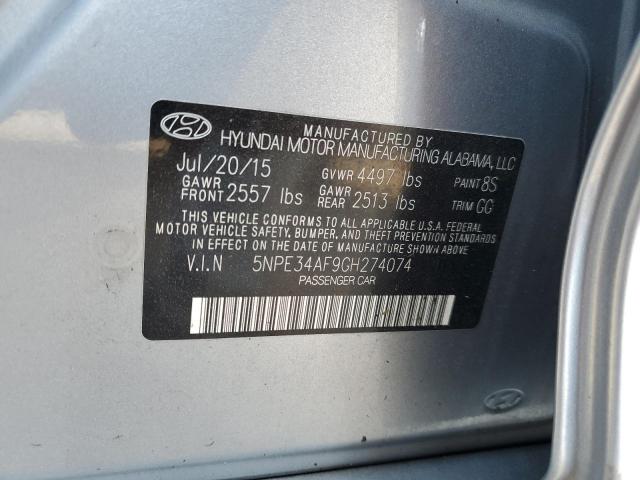 MANUFACTURED BY
HYUNDAI MOTOR MANUFACTURING ALABAMA, LLC
Jul/20/15 GVWR 4497 lbs PAINT 8S
GAWR FRONT 2557 lbs GAWR REAR 2513 lbs TRIM GG
THIS VEHICLE CONFORMS TO ALL APPLICABLE U.S.A. FEDERAL
MOTOR VEHICLE SAFETY, BUMPER, AND THEFT PREVENTION STANDARDS
IN EFFECT ON THE DATE OF MANUFACTURE SHOWN ABOVE.
V.I.N 5NPE34AF9GH274074
PASSENGER CAR